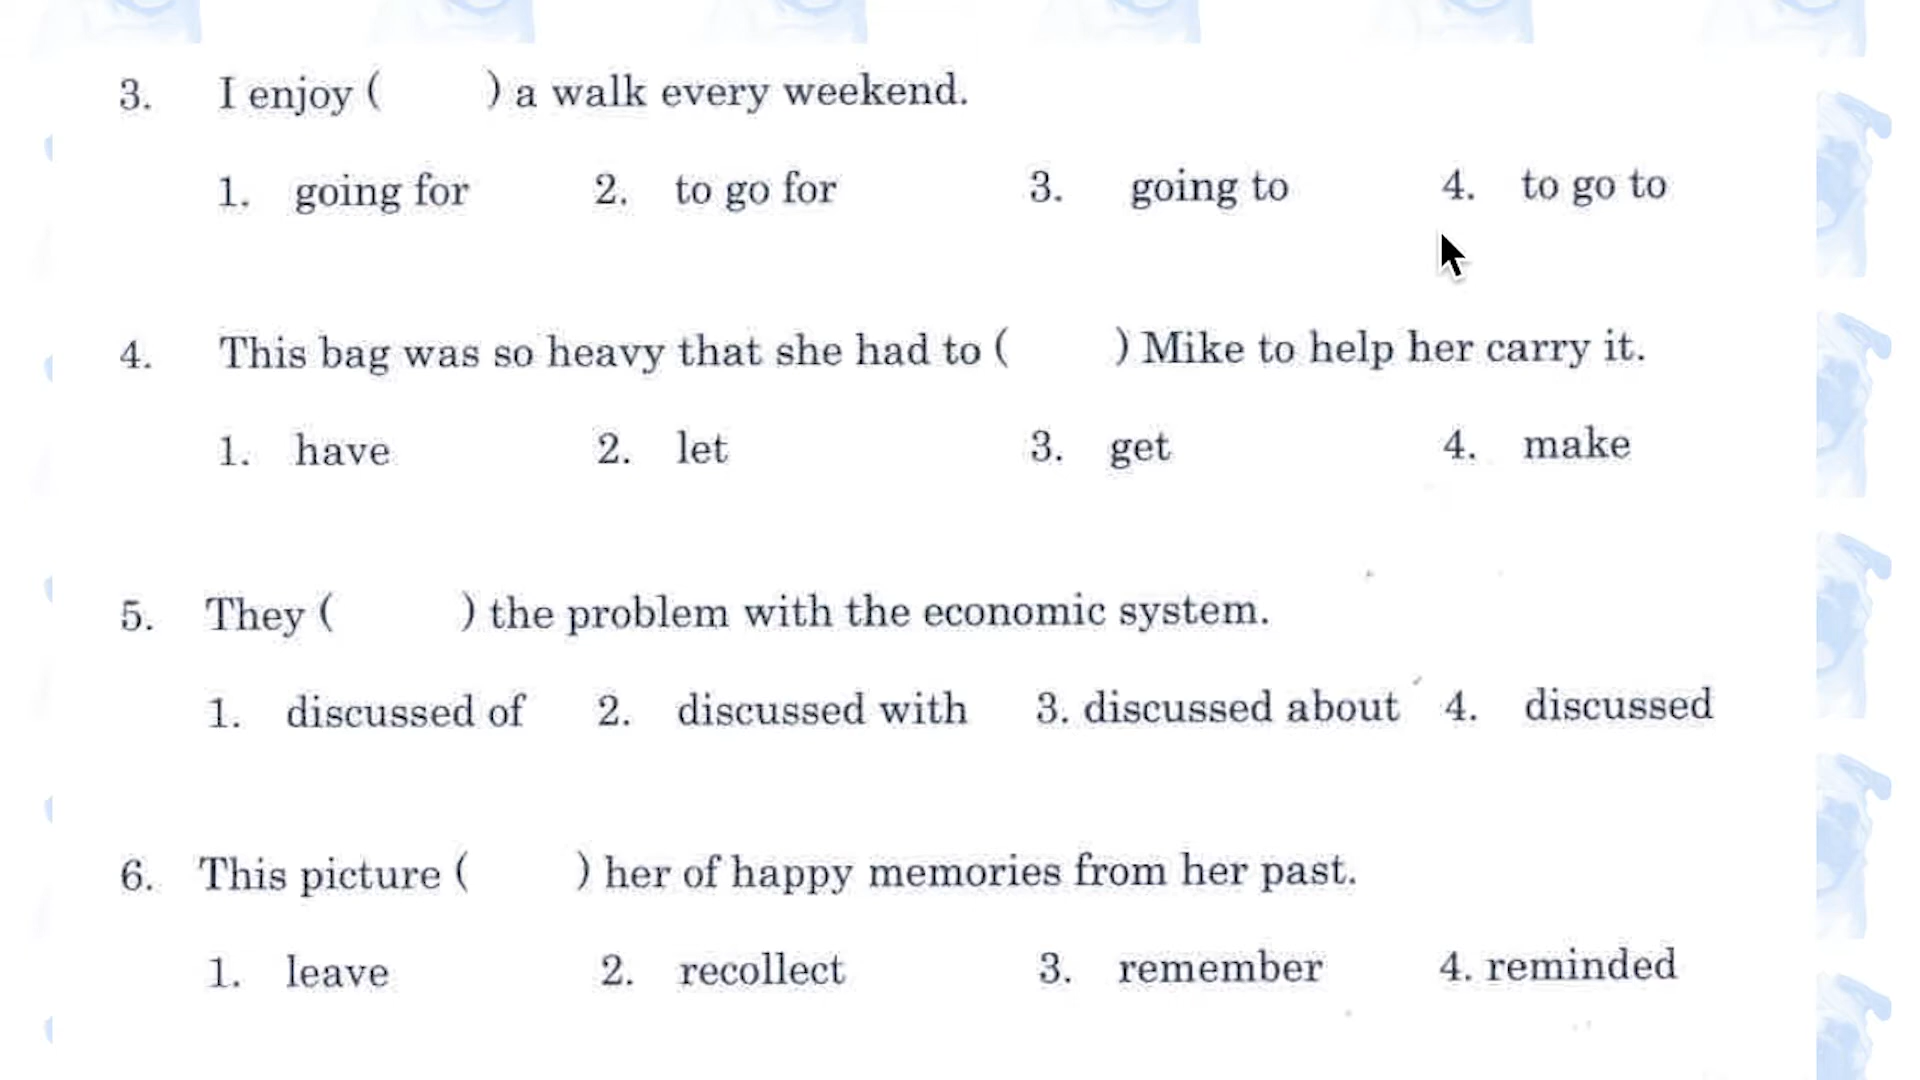 3. I enjoy ( ) a walk every weekend.
1. going for 2. to go for 3. going to 4. to go to
4. This bag was so heavy that she had to ( ) Mike to help her carry it.
1. have 2. let 3. get 4. make
5. They ( ) the problem with the economic system.
1. discussed of 2. discussed with 3. discussed about 4. discussed
6. This picture ( ) her of happy memories from her past.
1. leave 2. recollect 3. remember 4. reminded